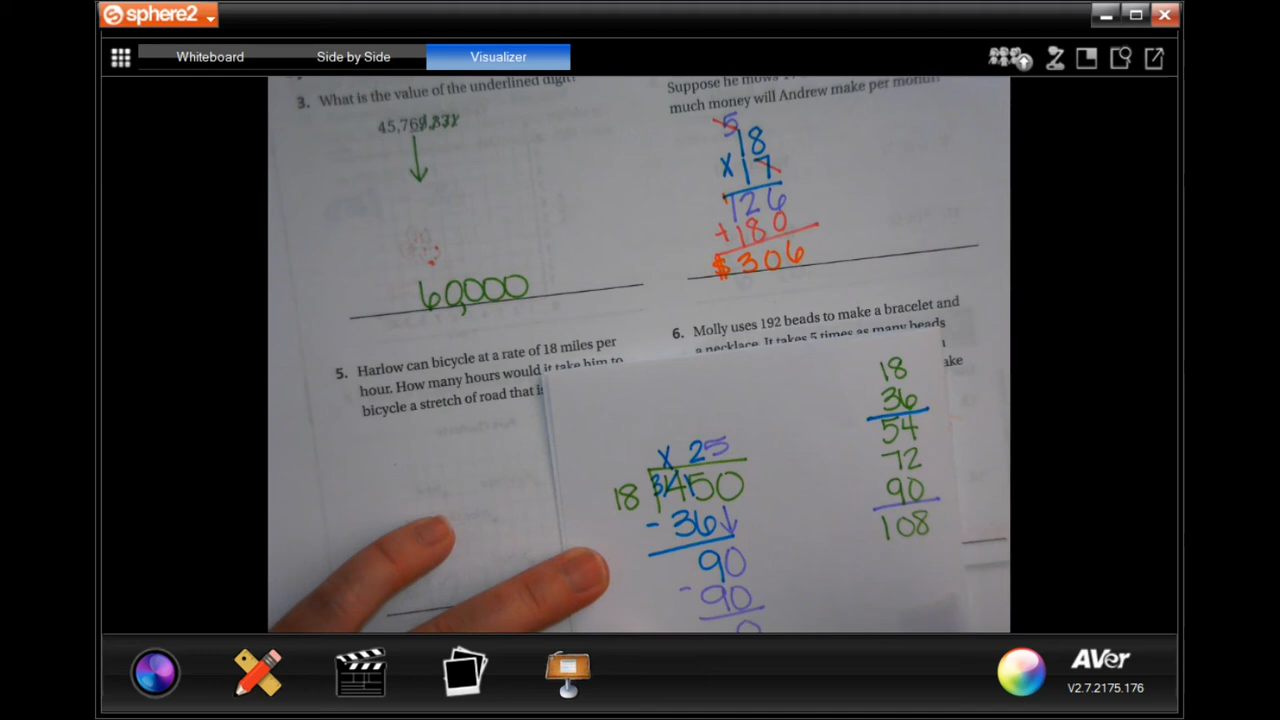 sphere2
Whiteboard
Side by Side
Visualizer
3. What is the value of the underlined digit?
45,76
60,000
Suppose he mows
much money will Andrew make per month?
5
18
x 17
126
+180
$306
5. Harlow can bicycle at a rate of 18 miles per
hour. How many hours would it take him to
bicycle a stretch of road that is
6. Molly uses 192 beads to make a bracelet and
a necklace. It takes 5 times as many beads
ake
x 25
18 450
- 36
90
- 90
0
18
36
54
72
90
108
AVer
V2.7.2175.176